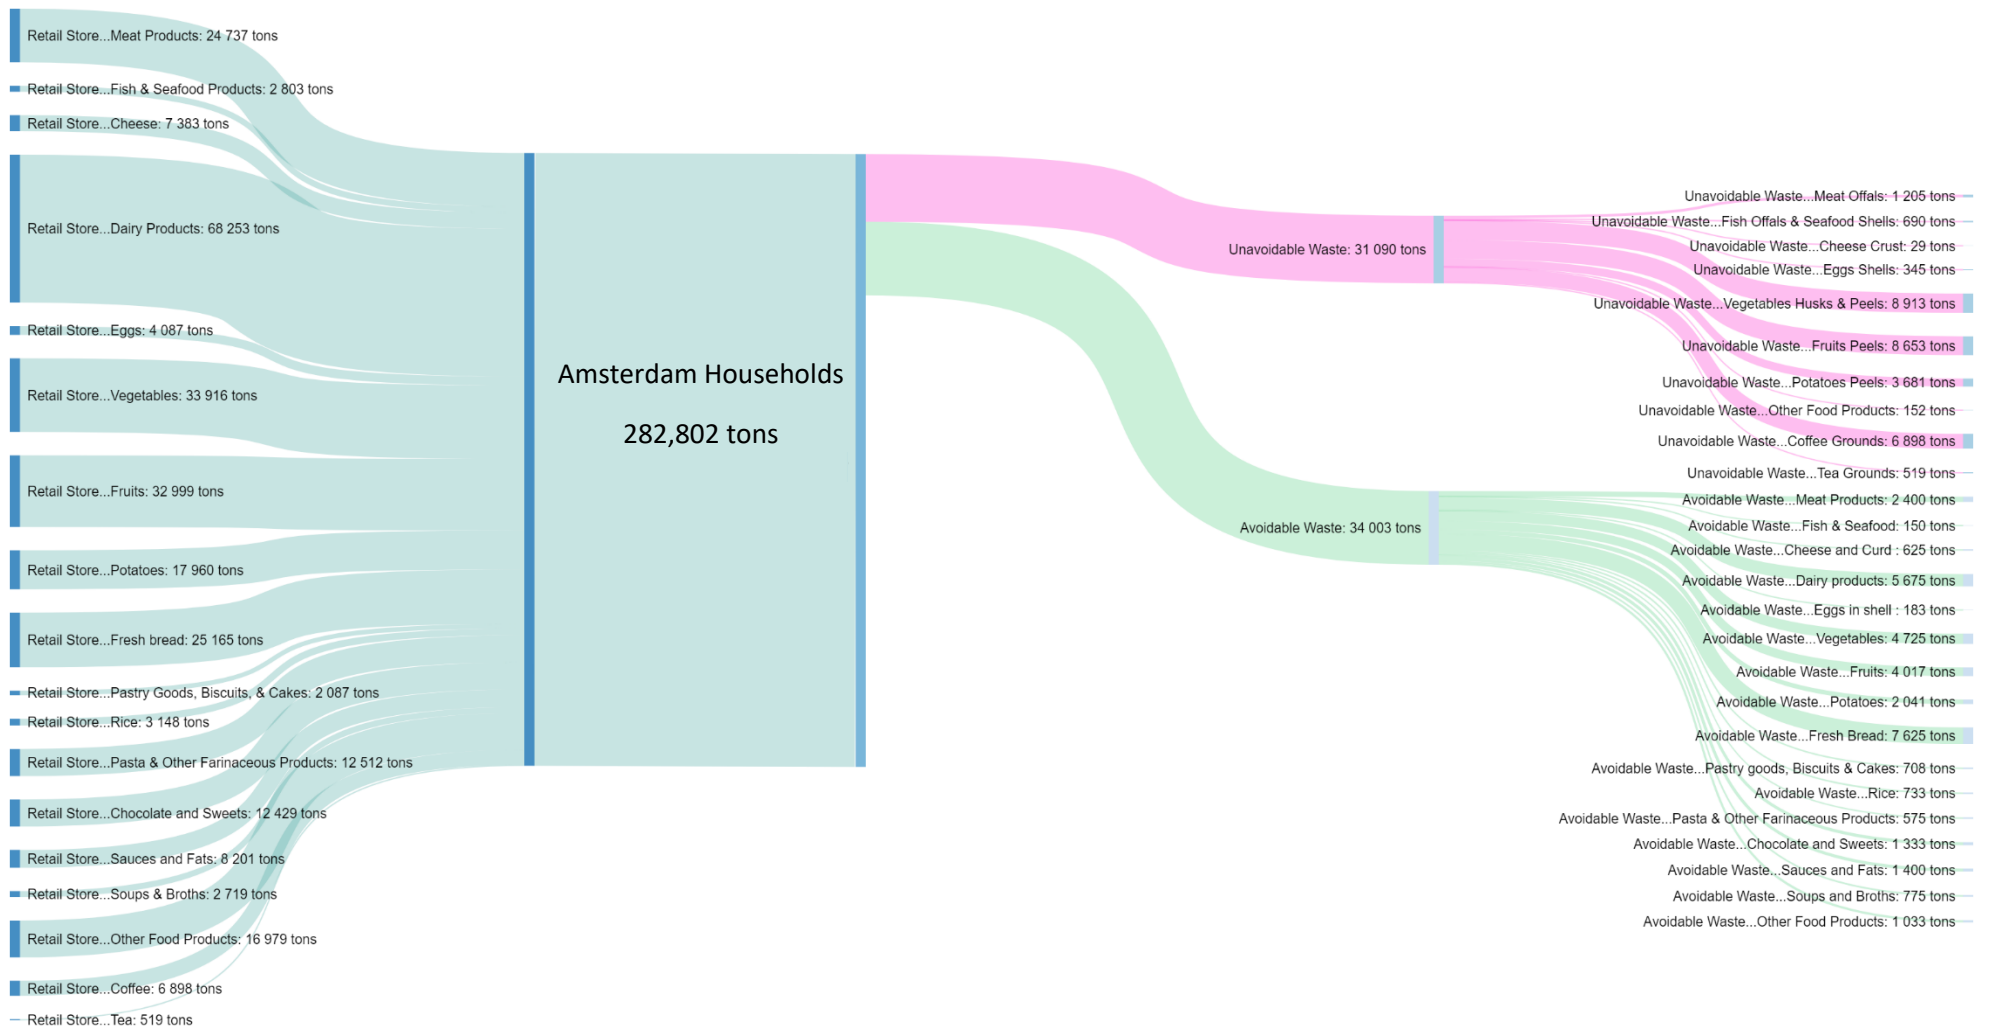 Retail Store...Meat Products: 24 737 tons
Retail Store...Fish & Seafood Products: 2 803 tons
Retail Store...Cheese: 7 383 tons
Retail Store...Dairy Products: 68 253 tons
Retail Store...Eggs: 4 087 tons
Retail Store...Vegetables: 33 916 tons
Retail Store...Fruits: 32 999 tons
Retail Store...Potatoes: 17 960 tons
Retail Store...Fresh bread: 25 165 tons
Retail Store...Pastry Goods, Biscuits, & Cakes: 2 087 tons
Retail Store...Rice: 3 148 tons
Retail Store...Pasta & Other Farinaceous Products: 12 512 tons
Retail Store...Chocolate and Sweets: 12 429 tons
Retail Store...Sauces and Fats: 8 201 tons
Retail Store...Soups & Broths: 2 719 tons
Retail Store...Other Food Products: 16 979 tons
Retail Store...Coffee: 6 898 tons
Retail Store...Tea: 519 tons
Amsterdam Households
282,802 tons
Unavoidable Waste: 31 090 tons
Avoidable Waste: 34 003 tons
Unavoidable Waste...Meat Offals: 1 205 tons
Unavoidable Waste...Fish Offals & Seafood Shells: 690 tons
Unavoidable Waste...Cheese Crust: 29 tons
Unavoidable Waste...Eggs Shells: 345 tons
Unavoidable Waste...Vegetables Husks & Peels: 8 913 tons
Unavoidable Waste...Fruits Peels: 8 653 tons
Unavoidable Waste...Potatoes Peels: 3 681 tons
Unavoidable Waste...Other Food Products: 152 tons
Unavoidable Waste...Coffee Grounds: 6 898 tons
Unavoidable Waste...Tea Grounds: 519 tons
Avoidable Waste...Meat Products: 2 400 tons
Avoidable Waste...Fish & Seafood: 150 tons
Avoidable Waste...Cheese and Curd : 625 tons
Avoidable Waste...Dairy products: 5 675 tons
Avoidable Waste...Eggs in shell : 183 tons
Avoidable Waste...Vegetables: 4 725 tons
Avoidable Waste...Fruits: 4 017 tons
Avoidable Waste...Potatoes: 2 041 tons
Avoidable Waste...Fresh Bread: 7 625 tons
Avoidable Waste...Pastry goods, Biscuits & Cakes: 708 tons
Avoidable Waste...Rice: 733 tons
Avoidable Waste...Pasta & Other Farinaceous Products: 575 tons
Avoidable Waste...Chocolate and Sweets: 1 333 tons
Avoidable Waste...Sauces and Fats: 1 400 tons
Avoidable Waste...Soups and Broths: 775 tons
Avoidable Waste...Other Food Products: 1 033 tons